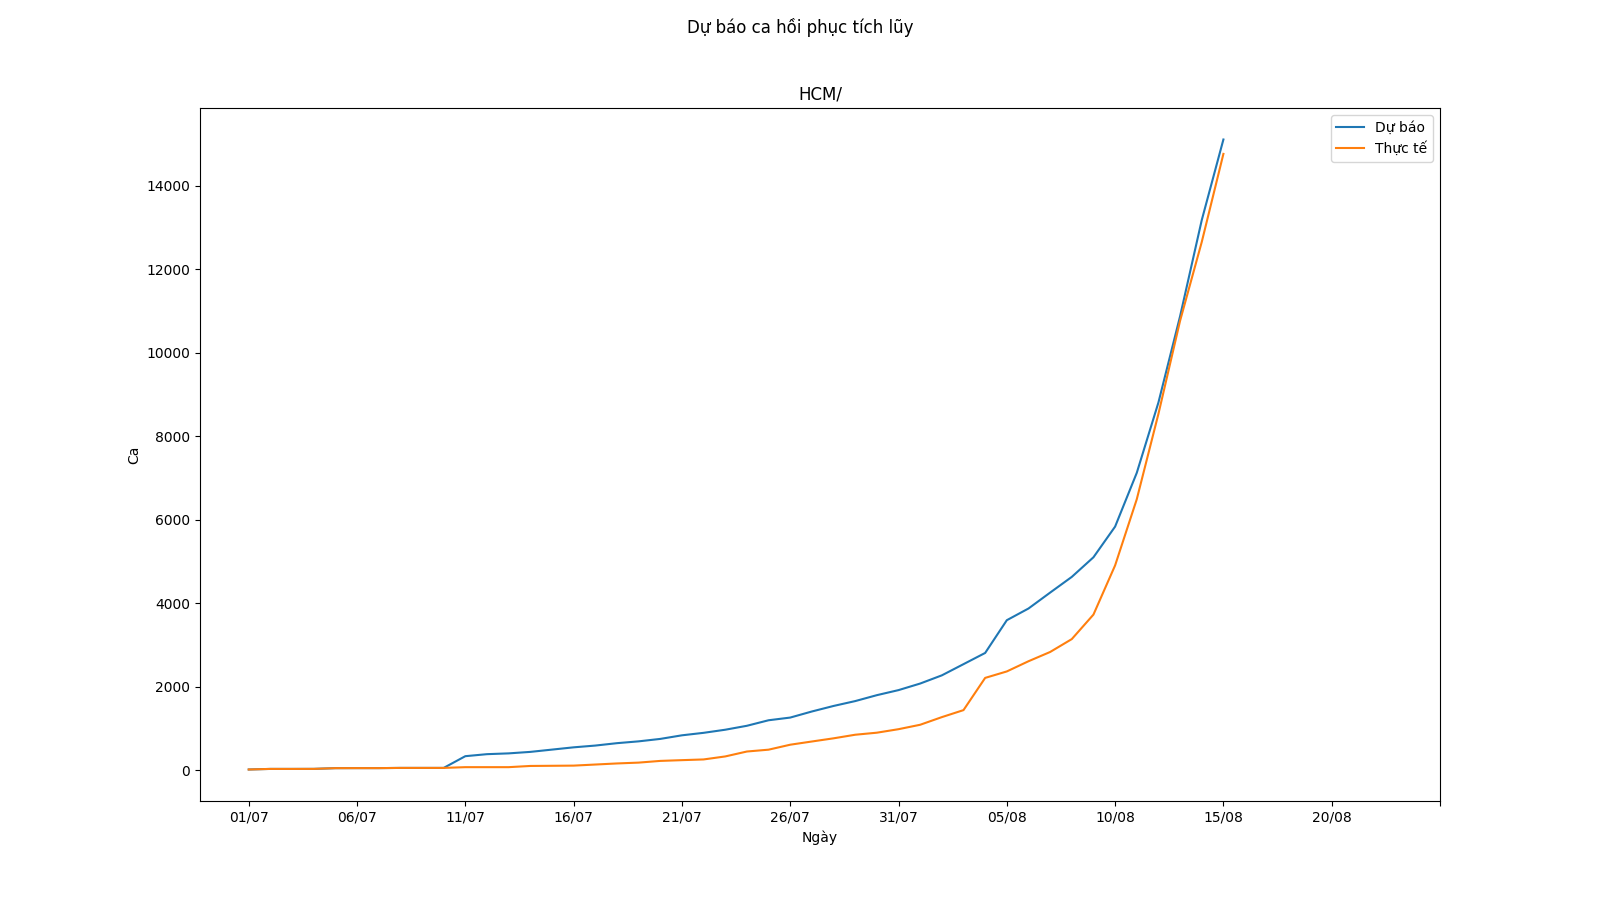 Dự báo ca hồi phục tích lũy
HCM/
Dự báo
Thực tế
14000
12000
10000
8000
6000
4000
2000
0
Ca
01/07 06/07 11/07 16/07 21/07 26/07 31/07 05/08 10/08 15/08 20/08
Ngày